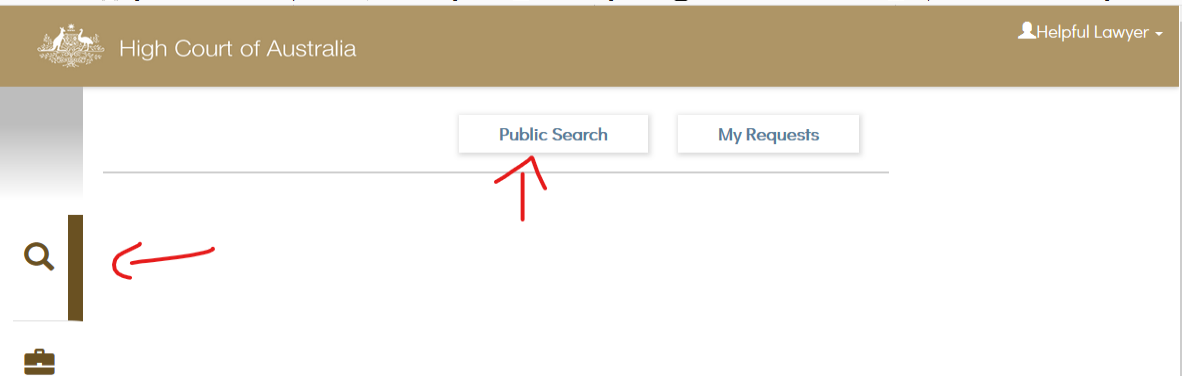 High Court of Australia
Helpful Lawyer
Public Search
My Requests